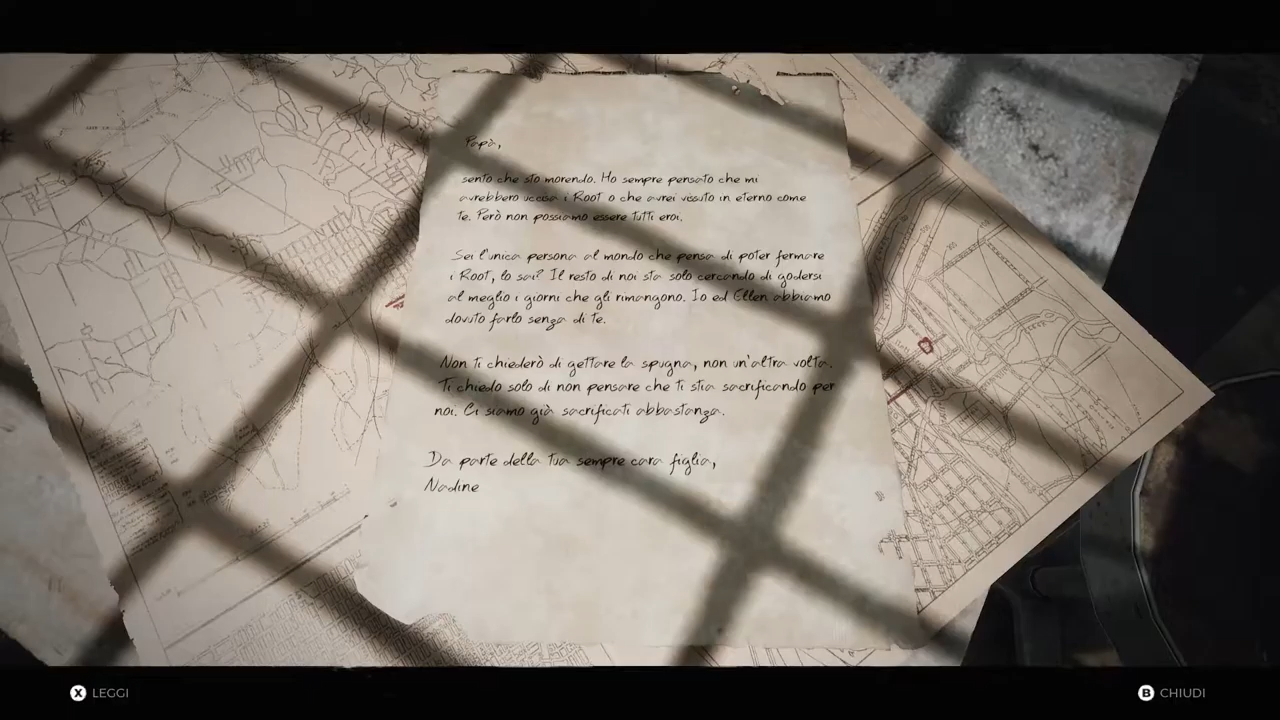 Papà,
sento che sto morendo. Ho sempre pensato che mi
avrebbero ucciso i Root o che avrei vissuto in eterno come
te. Però non possiamo essere tutti eroi.
Sei l'unica persona al mondo che pensa di poter fermare
i Root, lo sai? Il resto di noi sta solo cercando di godersi
al meglio i giorni che gli rimangono. Io ed Ellen abbiamo
dovuto farlo senza di te.
Non ti chiederò di gettare la spugna, non un'altra volta.
Ti chiedo solo di non pensare che ti stia sacrificando per
noi. Ci siamo già sacrificati abbastanza.
Da parte della tua sempre cara figlia,
Nadine
X LEGGI
B CHIUDI